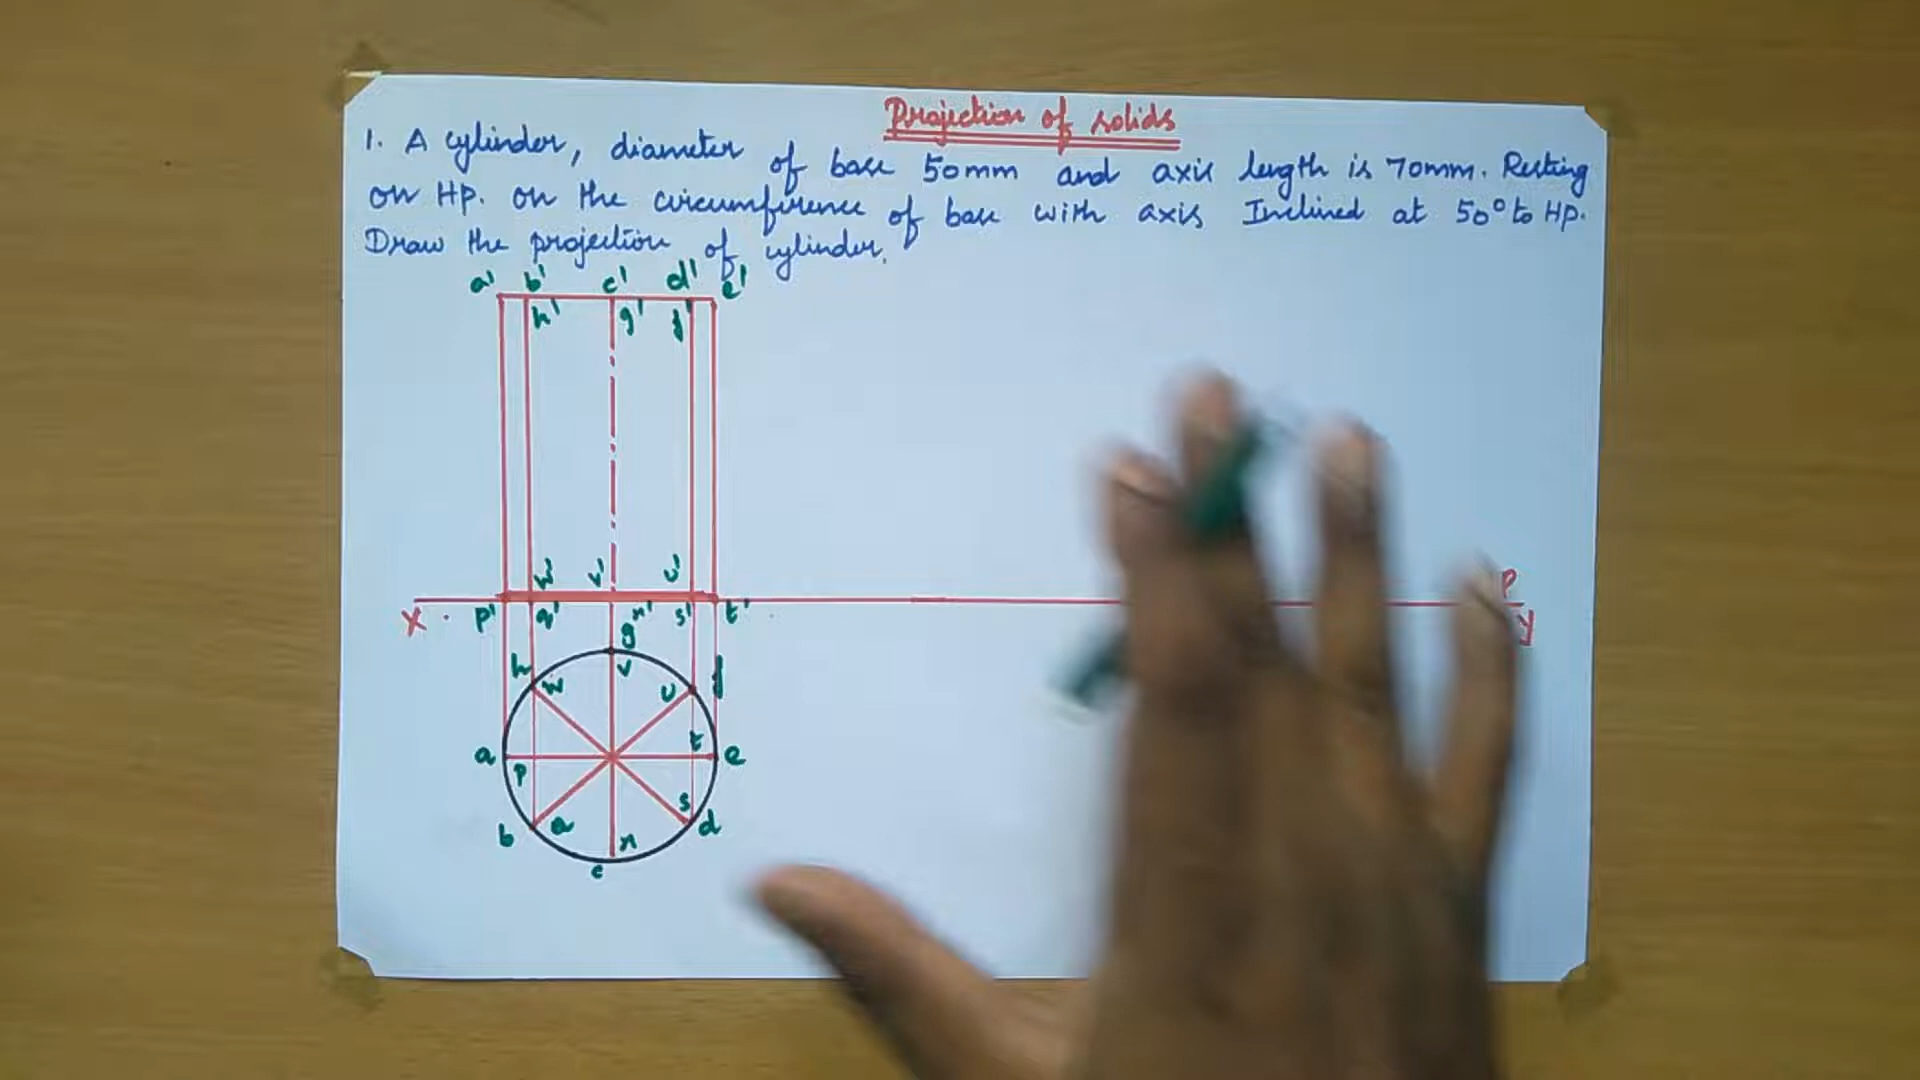 Projection of solids
1. A cylinder, diameter of base 50mm and axis length is 70mm. Resting
on HP. on the circumference of base with axis Inclined at 50° to HP.
Draw the projection of cylinder.
a' b' c' d' e'
h' g' f'
w' v' u'
X p' q' r' s' t' P
y
g
h w v u f
a p t e
b q r s d
c